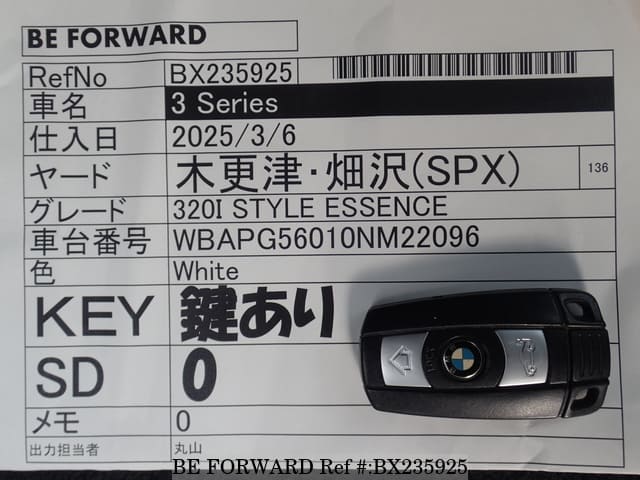 BE FORWARD
RefNo BX235925
車名 3 Series
仕入日 2025/3/6
ヤード 木更津・畑沢(SPX) 136
グレード 320I STYLE ESSENCE
車台番号 WBAPG56010NM22096
色 White
KEY 鍵あり
SD 0
メモ 0
出力担当者 丸山
BMW
BE FORWARD Ref #:BX235925